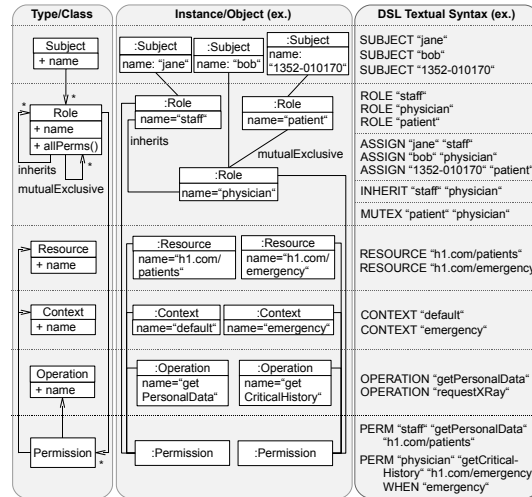 Type/Class
Subject
+ name
*
*
Role
+ name
+ allPerms()
inherits
*
mutualExclusive
Resource
+ name
Context
+ name
Operation
+ name
Permission
*
Instance/Object (ex.)
:Subject
name: "jane"
:Subject
name: "bob"
:Subject
name:
"1352-010170"
:Role
name="staff"
:Role
name="patient"
inherits
mutualExclusive
:Role
name="physician"
:Resource
name="h1.com/
patients"
:Resource
name="h1.com/
emergency"
:Context
name="default"
:Context
name="emergency"
:Operation
name="get
PersonalData"
:Operation
name="get
CriticalHistory"
:Permission
:Permission
DSL Textual Syntax (ex.)
SUBJECT "jane"
SUBJECT "bob"
SUBJECT "1352-010170"
ROLE "staff"
ROLE "physician"
ROLE "patient"
ASSIGN "jane" "staff"
ASSIGN "bob" "physician"
ASSIGN "1352-010170" "patient"
INHERIT "staff" "physician"
MUTEX "patient" "physician"
RESOURCE "h1.com/patients"
RESOURCE "h1.com/emergency
CONTEXT "default"
CONTEXT "emergency"
OPERATION "getPersonalData"
OPERATION "requestXRay"
PERM "staff" "getPersonalData"
"h1.com/patients"
PERM "physician" "getCritical-
History" "h1.com/emergency
WHEN "emergency"